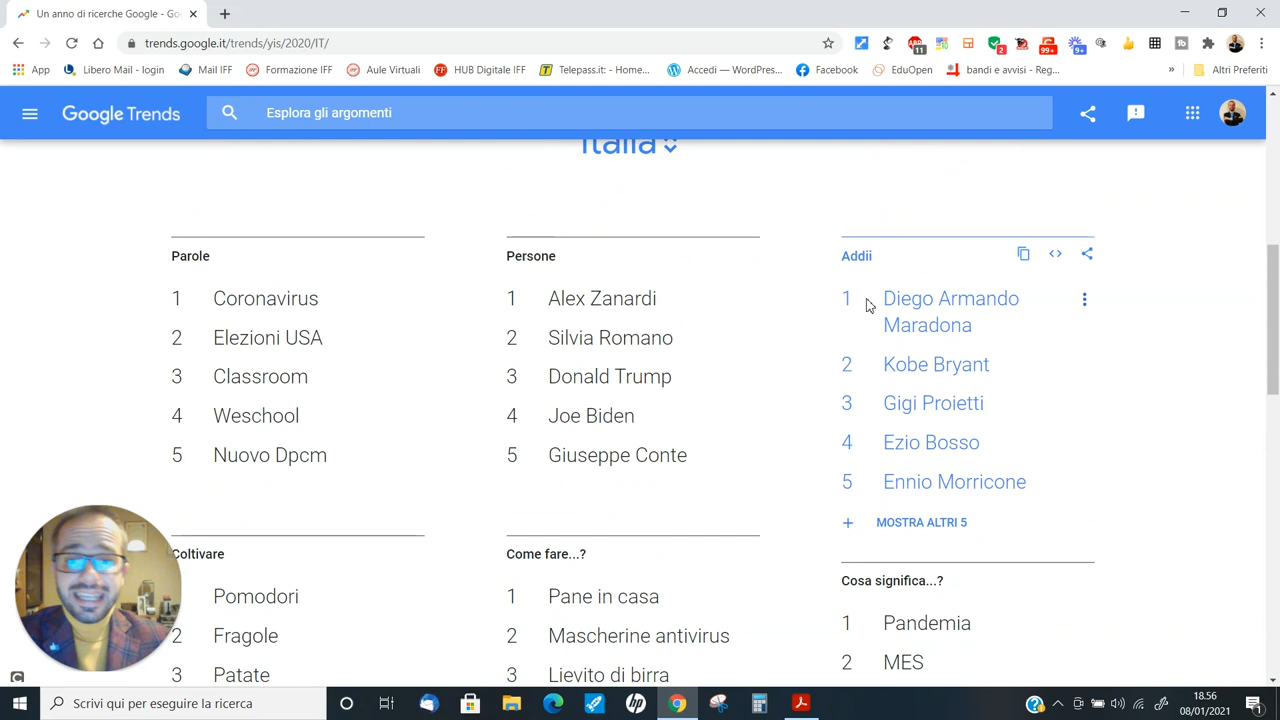 Un anno di ricerche Google - Go
trends.google.it/trends/yis/2020/IT/
11
2
99+
9+
App
Libero Mail - login
Mail IFF
Formazione IFF
Aule Virtuali
HUB Digitale IFF
Telepass.it: - Home...
Accedi — WordPres...
Facebook
EduOpen
bandi e avvisi - Reg...
»
Altri Preferiti
Google Trends
Esplora gli argomenti
Italia
Parole
1 Coronavirus
2 Elezioni USA
3 Classroom
4 Weschool
5 Nuovo Dpcm
Persone
1 Alex Zanardi
2 Silvia Romano
3 Donald Trump
4 Joe Biden
5 Giuseppe Conte
Addii
1 Diego Armando
Maradona
2 Kobe Bryant
3 Gigi Proietti
4 Ezio Bosso
5 Ennio Morricone
+ MOSTRA ALTRI 5
Coltivare
Pomodori
2 Fragole
3 Patate
Come fare...?
1 Pane in casa
2 Mascherine antivirus
3 Lievito di birra
Cosa significa...?
1 Pandemia
2 MES
Scrivi qui per eseguire la ricerca
18.56
08/01/2021